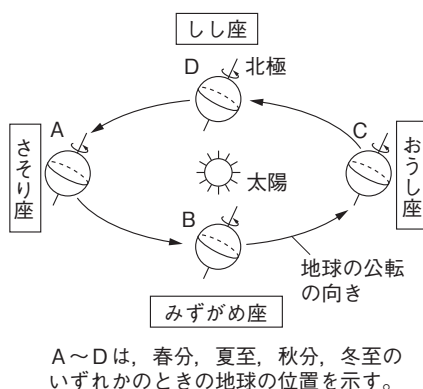 しし座
D
北極
A
C
さそり座
おうし座
太陽
B
地球の公転
の向き
みずがめ座
A～Dは，春分，夏至，秋分，冬至の
いずれかのときの地球の位置を示す。